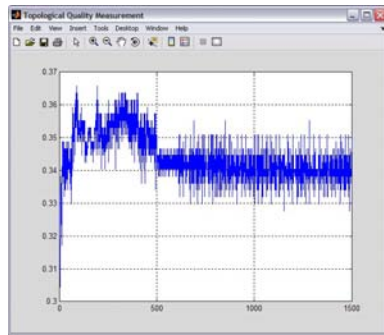 Topological Quality Measurement
File Edit View Insert Tools Desktop Window Help
0.37
0.36
0.35
0.34
0.33
0.32
0.31
0.3
0 500 1000 1500